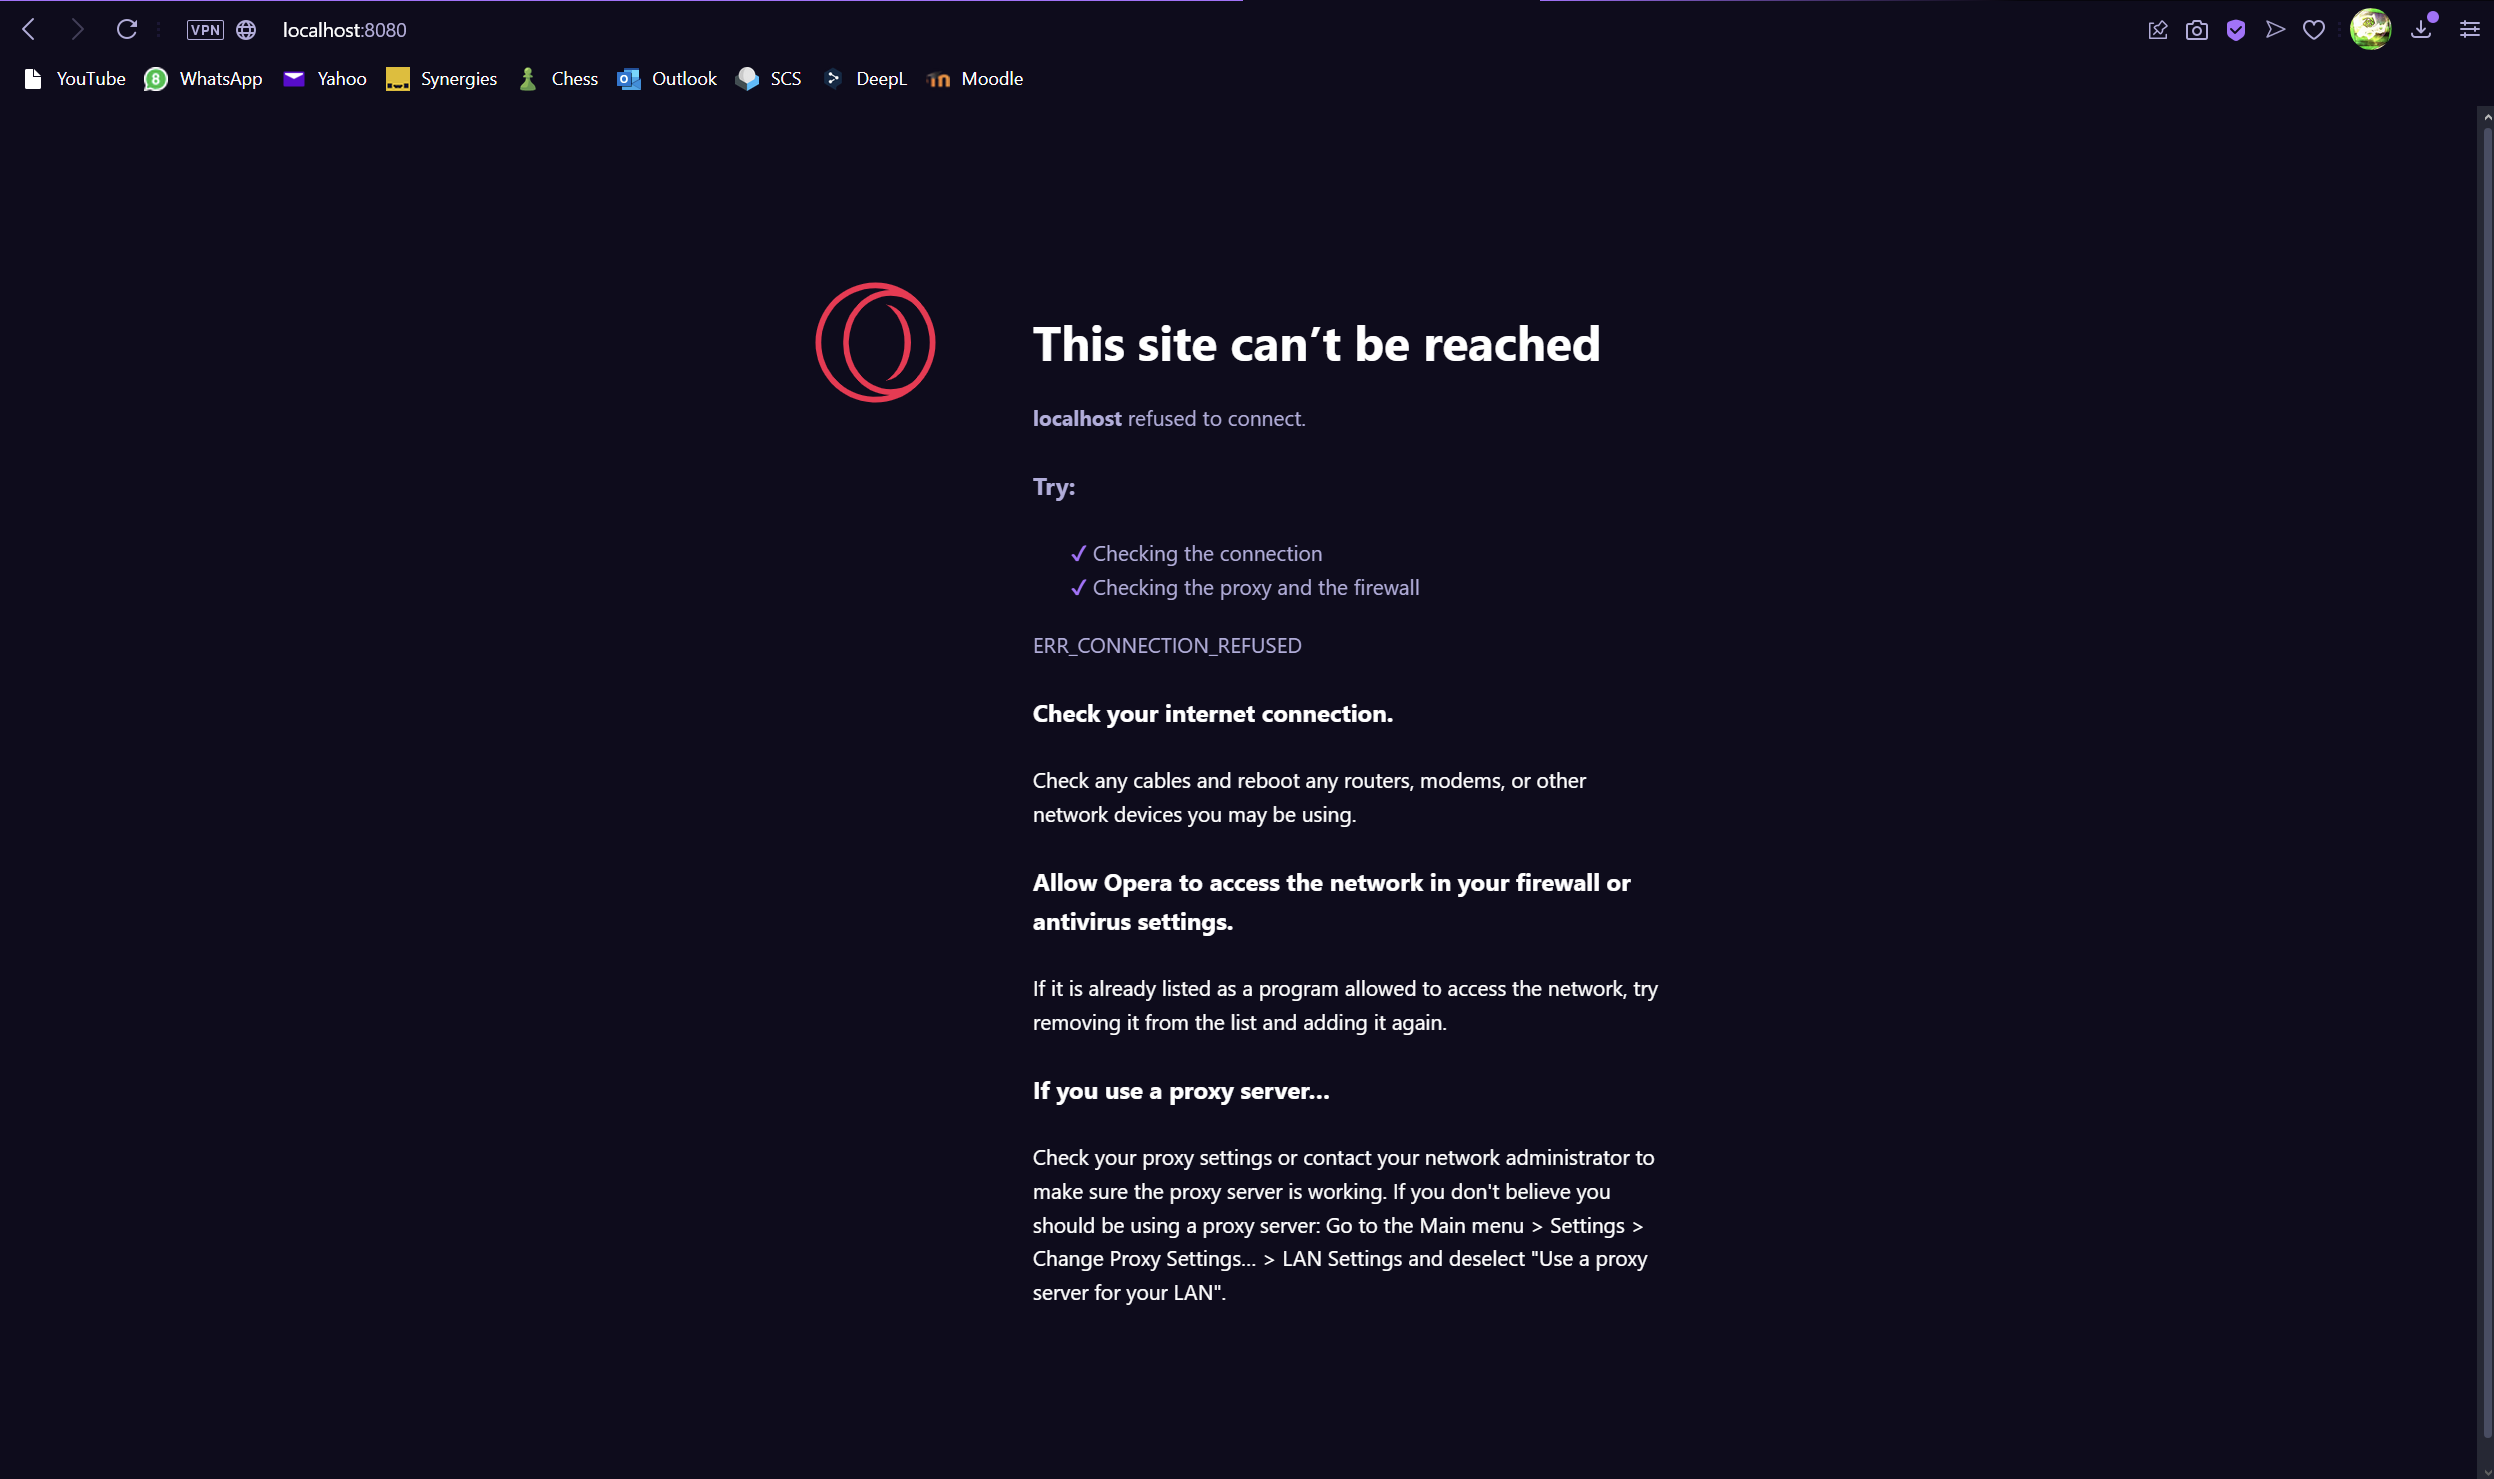 VPN localhost:8080
YouTube 8 WhatsApp Yahoo Synergies Chess Outlook SCS DeepL Moodle
This site can’t be reached
localhost refused to connect.
Try:
✓ Checking the connection
✓ Checking the proxy and the firewall
ERR_CONNECTION_REFUSED
Check your internet connection.
Check any cables and reboot any routers, modems, or other
network devices you may be using.
Allow Opera to access the network in your firewall or
antivirus settings.
If it is already listed as a program allowed to access the network, try
removing it from the list and adding it again.
If you use a proxy server…
Check your proxy settings or contact your network administrator to
make sure the proxy server is working. If you don't believe you
should be using a proxy server: Go to the Main menu > Settings >
Change Proxy Settings… > LAN Settings and deselect "Use a proxy
server for your LAN".